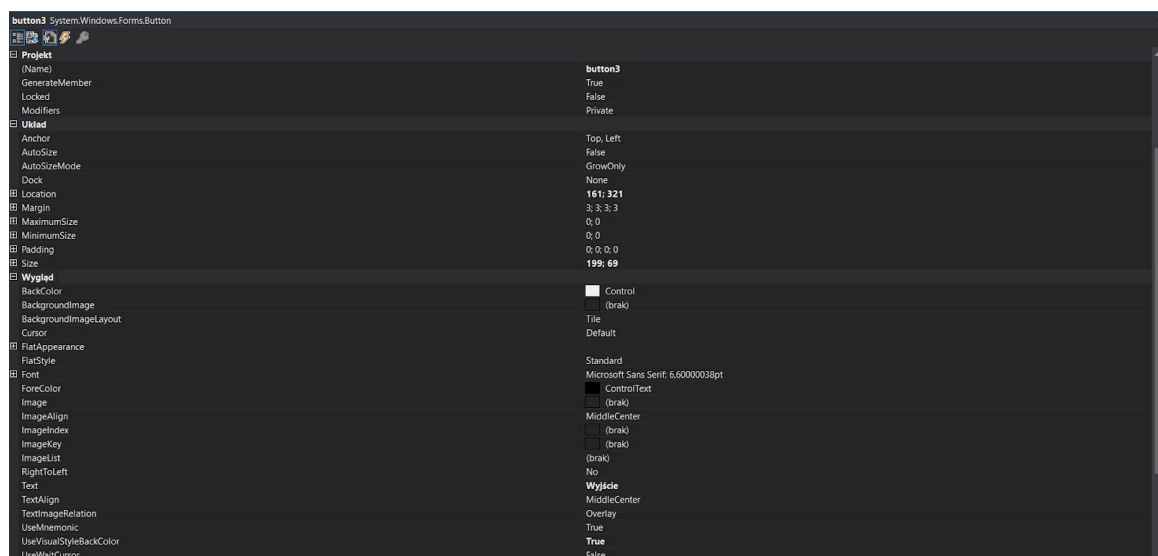 button3 System.Windows.Forms.Button
Projekt
(Name) button3
GenerateMember True
Locked False
Modifiers Private
Układ
Anchor Top, Left
AutoSize False
AutoSizeMode GrowOnly
Dock None
Location 161; 321
Margin 3; 3; 3; 3
MaximumSize 0; 0
MinimumSize 0; 0
Padding 0; 0; 0; 0
Size 199; 69
Wygląd
BackColor Control
BackgroundImage (brak)
BackgroundImageLayout Tile
Cursor Default
FlatAppearance
FlatStyle Standard
Font Microsoft Sans Serif; 6,60000038pt
ForeColor ControlText
Image (brak)
ImageAlign MiddleCenter
ImageIndex (brak)
ImageKey (brak)
ImageList (brak)
RightToLeft No
Text Wyjście
TextAlign MiddleCenter
TextImageRelation Overlay
UseMnemonic True
UseVisualStyleBackColor True
UseWaitCursor False